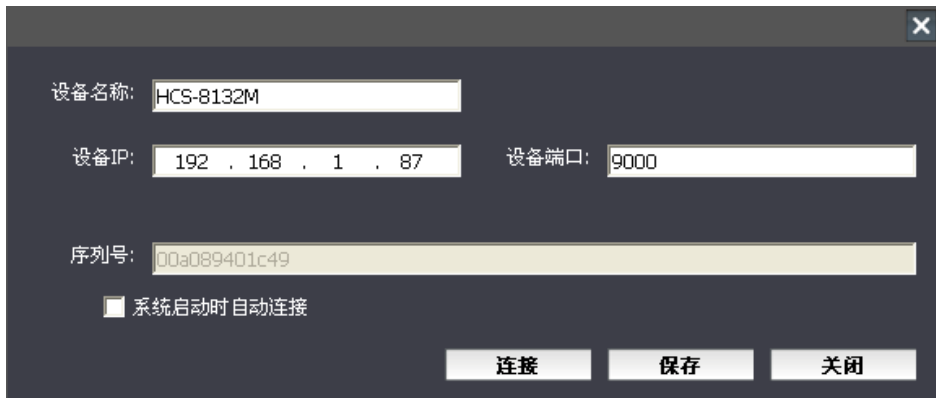 设备名称: HCS-8132M
设备IP: 192 . 168 . 1 . 87 设备端口: 9000
序列号: 00a089401c49
系统启动时自动连接
连接 保存 关闭